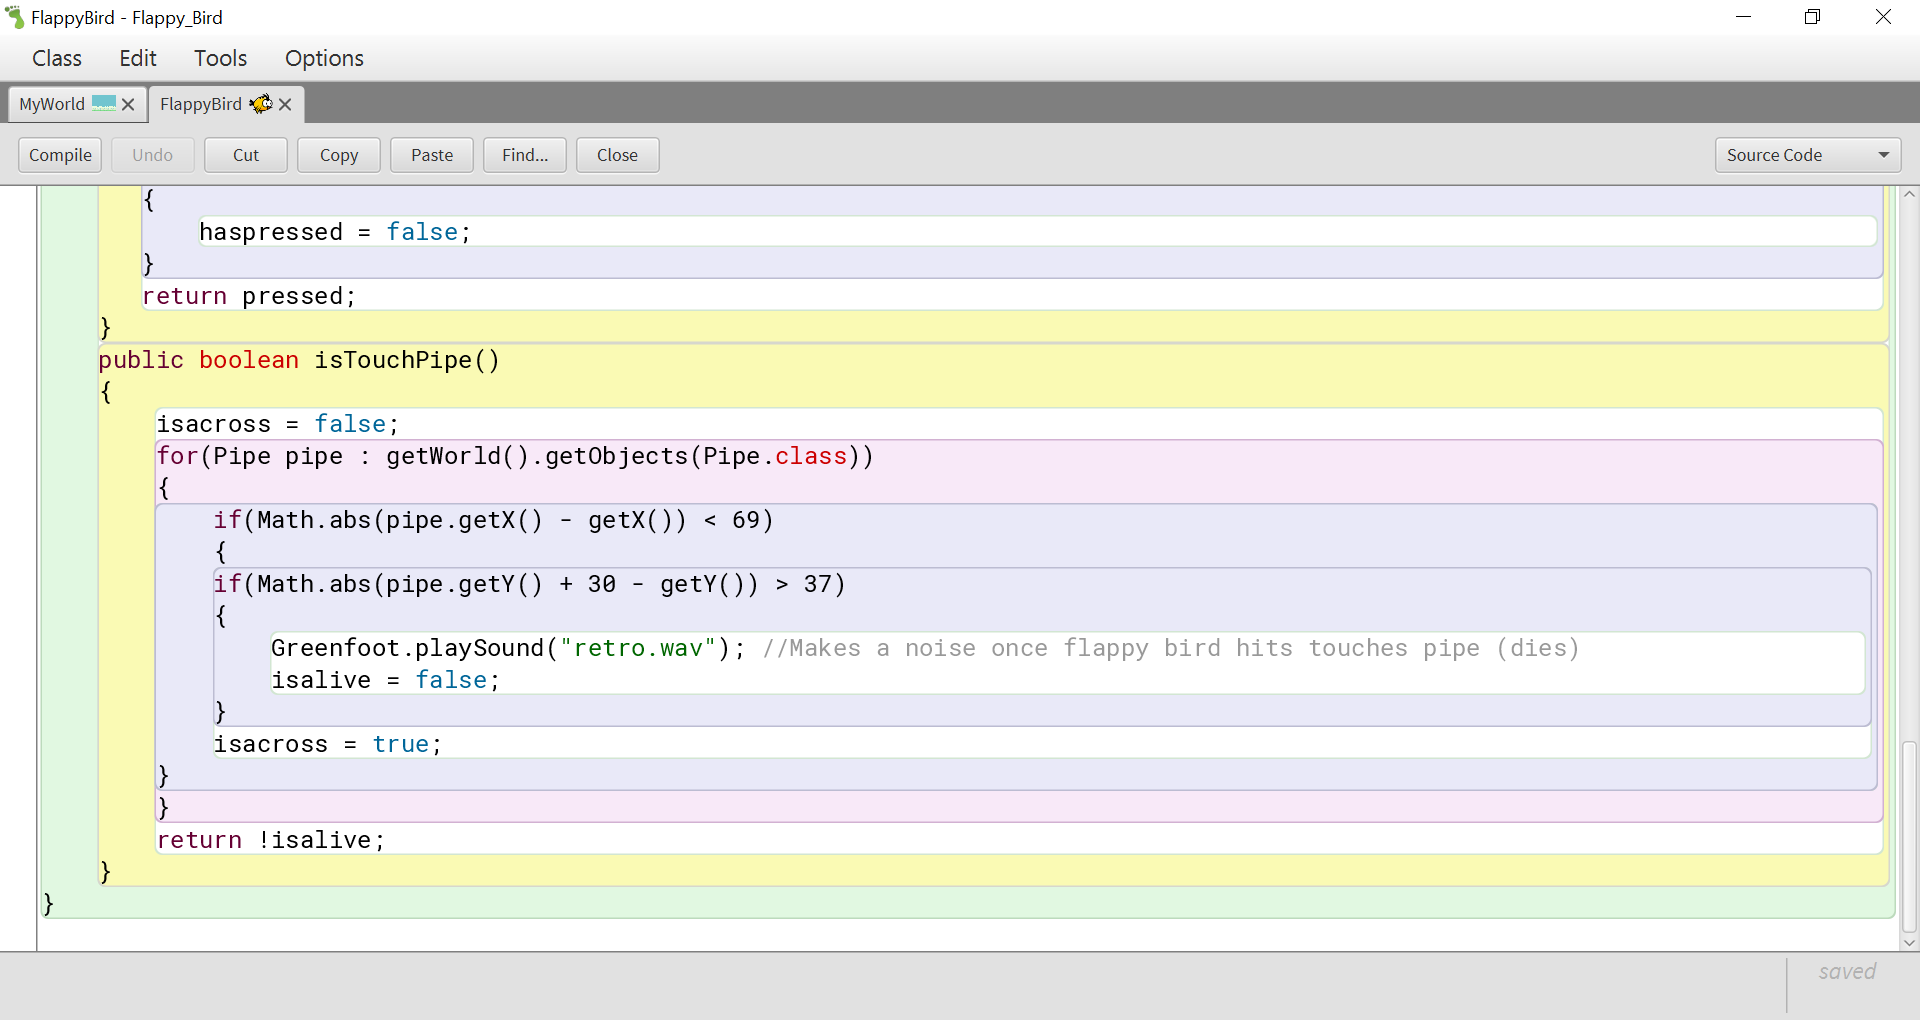 FlappyBird - Flappy_Bird
Class Edit Tools Options
MyWorld FlappyBird
Compile Undo Cut Copy Paste Find... Close Source Code
{
haspressed = false;
}
return pressed;
}
public boolean isTouchPipe()
{
isacross = false;
for(Pipe pipe : getWorld().getObjects(Pipe.class))
{
if(Math.abs(pipe.getX() - getX()) < 69)
{
if(Math.abs(pipe.getY() + 30 - getY()) > 37)
{
Greenfoot.playSound("retro.wav"); //Makes a noise once flappy bird hits touches pipe (dies)
isalive = false;
}
isacross = true;
}
}
return !isalive;
}
}
saved